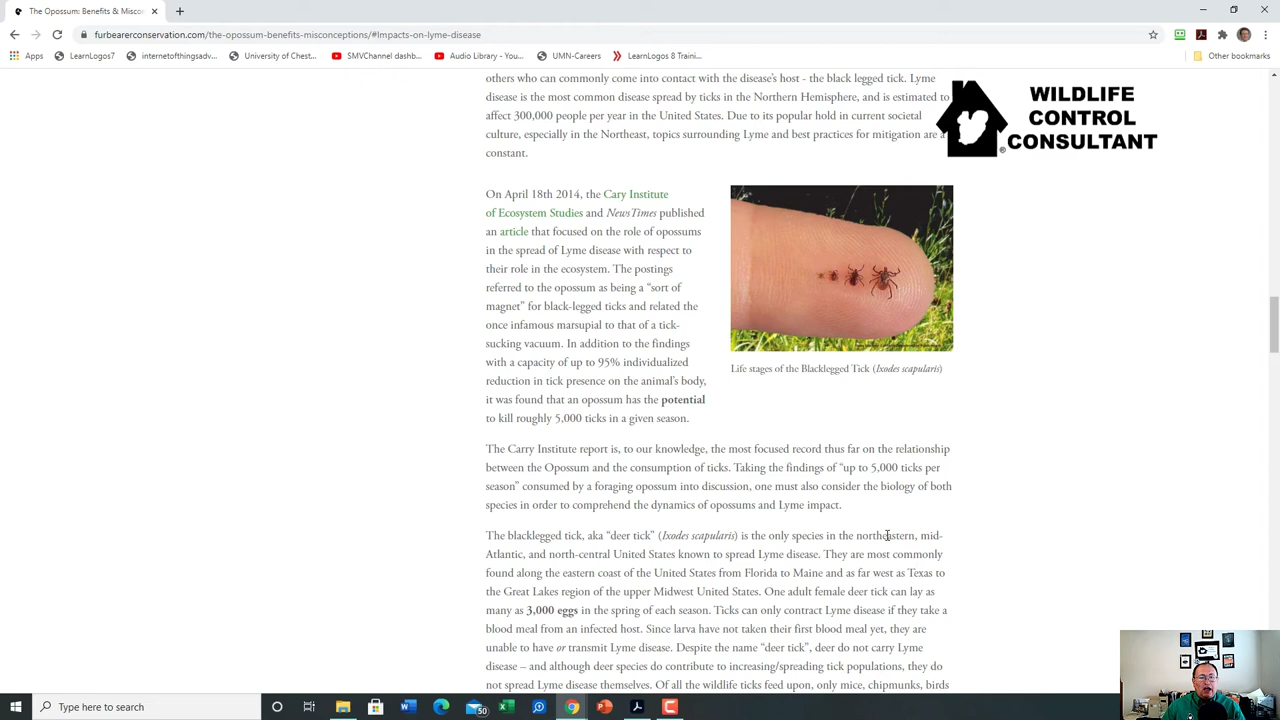 The Opossum: Benefits & Miscon
furbearerconservation.com/the-opossum-benefits-misconceptions/#Impacts-on-lyme-disease
Apps
LearnLogos7
internetofthingsadv...
University of Chest...
SMVChannel dashb...
Audio Library - You...
UMN-Careers
LearnLogos 8 Traini...
Other bookmarks
others who can commonly come into contact with the disease's host - the black legged tick. Lyme
disease is the most common disease spread by ticks in the Northern Hemisphere, and is estimated to
affect 300,000 people per year in the United States. Due to its popular hold in current societal
culture, especially in the Northeast, topics surrounding Lyme and best practices for mitigation are a
constant.
WILDLIFE
CONTROL
CONSULTANT
®
On April 18th 2014, the Cary Institute
of Ecosystem Studies and NewsTimes published
an article that focused on the role of opossums
in the spread of Lyme disease with respect to
their role in the ecosystem. The postings
referred to the opossum as being a “sort of
magnet” for black-legged ticks and related the
once infamous marsupial to that of a tick-
sucking vacuum. In addition to the findings
with a capacity of up to 95% individualized
reduction in tick presence on the animal's body,
it was found that an opossum has the potential
to kill roughly 5,000 ticks in a given season.
Life stages of the Blacklegged Tick (Ixodes scapularis)
The Carry Institute report is, to our knowledge, the most focused record thus far on the relationship
between the Opossum and the consumption of ticks. Taking the findings of “up to 5,000 ticks per
season” consumed by a foraging opossum into discussion, one must also consider the biology of both
species in order to comprehend the dynamics of opossums and Lyme impact.
The blacklegged tick, aka “deer tick” (Ixodes scapularis) is the only species in the northeastern, mid-
Atlantic, and north-central United States known to spread Lyme disease. They are most commonly
found along the eastern coast of the United States from Florida to Maine and as far west as Texas to
the Great Lakes region of the upper Midwest United States. One adult female deer tick can lay as
many as 3,000 eggs in the spring of each season. Ticks can only contract Lyme disease if they take a
blood meal from an infected host. Since larva have not taken their first blood meal yet, they are
unable to have or transmit Lyme disease. Despite the name “deer tick”, deer do not carry Lyme
disease – and although deer species do contribute to increasing/spreading tick populations, they do
not spread Lyme disease themselves. Of all the wildlife ticks feed upon, only mice, chipmunks, birds
Type here to search
50